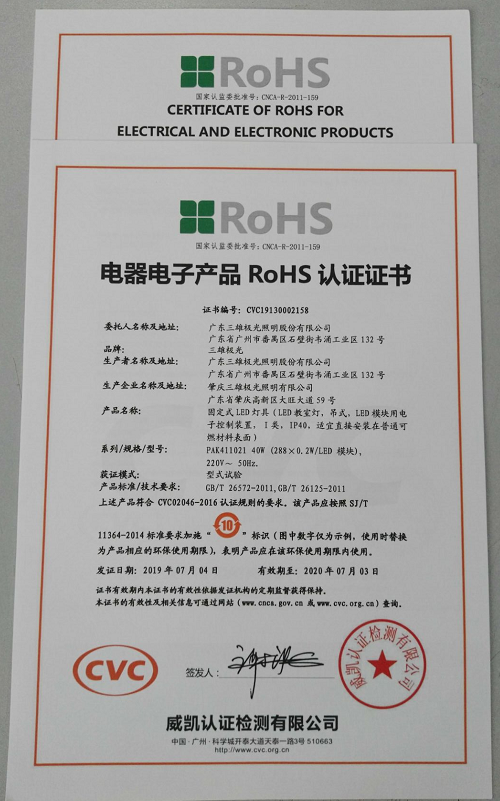 RoHS
国家认监委批准号：CNCA-R-2011-159
CERTIFICATE OF ROHS FOR
ELECTRICAL AND ELECTRONIC PRODUCTS
RoHS
国家认监委批准号：CNCA-R-2011-159
电器电子产品 RoHS 认证证书
证书编号：CVC19130002158
委托人名称及地址： 广东三雄极光照明股份有限公司
广东省广州市番禺区石壁街韦涌工业区 132 号
品牌： 三雄极光
生产者名称及地址： 广东三雄极光照明股份有限公司
广东省广州市番禺区石壁街韦涌工业区 132 号
生产企业名称及地址： 肇庆三雄极光照明有限公司
广东省肇庆高新区大旺大道 59 号
产品名称： 固定式 LED 灯具（LED 教室灯，吊式，LED 模块用电
子控制装置，I 类，IP40，适宜直接安装在普通可
燃材料表面）
系列/规格/型号： PAK411021 40W (288×0.2W/LED 模块),
220V～ 50Hz.
获证模式： 型式试验
产品标准/技术要求： GB/T 26572-2011,GB/T 26125-2011
上述产品符合 CVC02046-2016 认证规则的要求。该产品应按照 SJ/T
11364-2014 标准要求加施“ 10 ”标识（图中数字仅为示例，使用时替换
为产品相应的环保使用期限），表明产品应在该环保使用期限内使用。
发证日期：2019 年 07 月 04 日 有效期至：2020 年 07 月 03 日
证书有效期内本证书的有效性依据发证机构的定期监督获得保持。
本证书的有效性及相关信息可通过网站（www.cnca.gov.cn 或 www.cvc.org.cn）查询。
CVC
签发人：
威凯认证检测有限公司
威凯认证检测有限公司
中国·广州·科学城开泰大道天泰一路3号 510663
http://www.cvc.org.cn